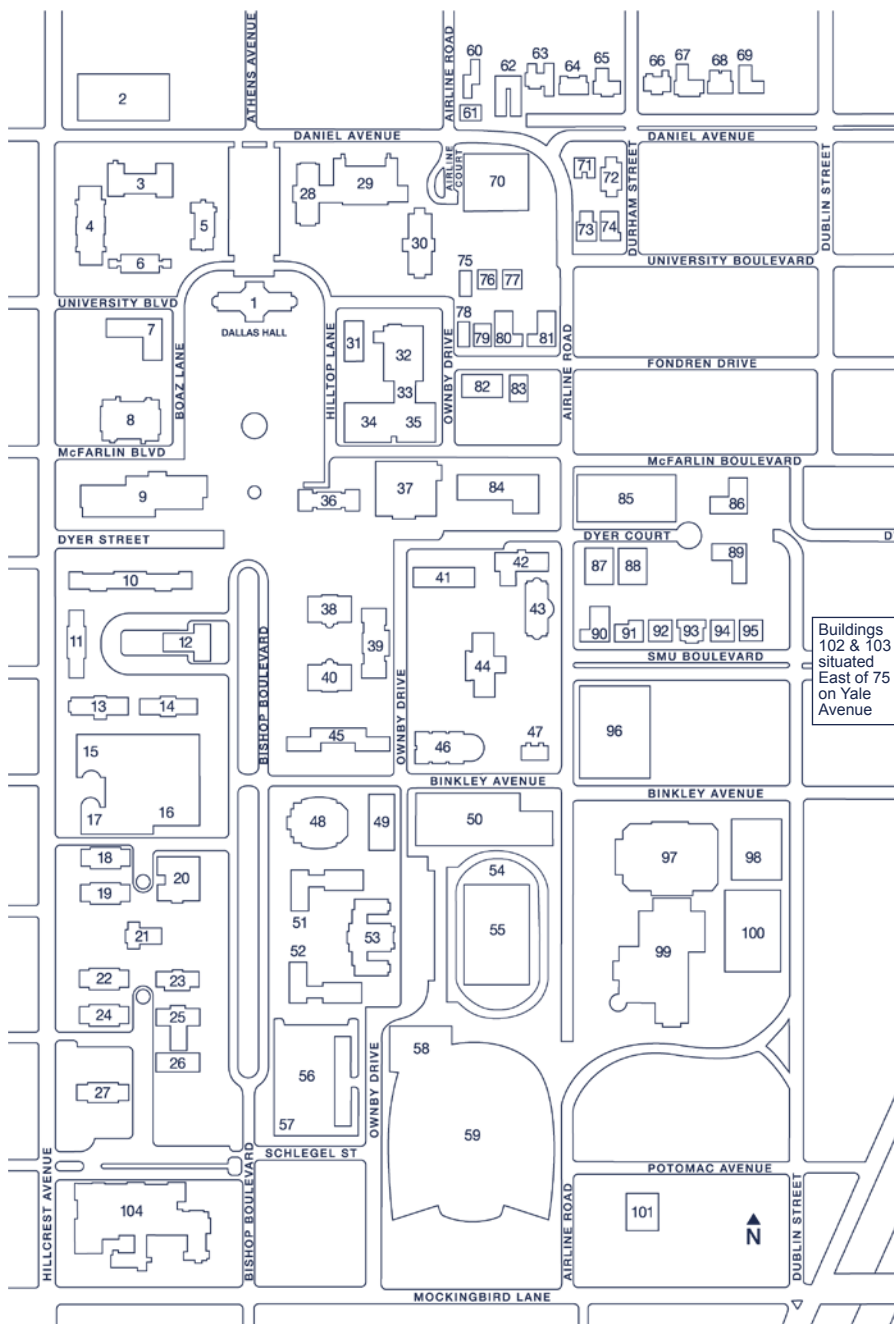 ATHENS AVENUE
AIRLINE ROAD
60
62
63
64
65
66
67
68
69
2
61
DANIEL AVENUE
DANIEL AVENUE
3
28
29
AIRLINE COURT
70
71
72
DURHAM STREET
DUBLIN STREET
4
5
30
73
74
6
UNIVERSITY BOULEVARD
75
76
77
UNIVERSITY BLVD
1
DALLAS HALL
7
31
32
78
79
80
81
BOAZ LANE
HILLTOP LANE
OWNBY DRIVE
AIRLINE ROAD
FONDREN DRIVE
33
82
83
8
34
35
McFARLIN BLVD
McFARLIN BOULEVARD
9
36
37
84
85
86
DYER STREET
DYER COURT
D
10
41
42
87
88
89
11
12
38
39
43
90
91
92
93
94
95
BISHOP BOULEVARD
40
44
SMU BOULEVARD
Buildings
102 & 103
situated
East of 75
on Yale
Avenue
13
14
45
OWNBY DRIVE
46
47
96
15
16
17
BINKLEY AVENUE
BINKLEY AVENUE
48
49
50
97
98
18
19
20
51
54
55
21
52
53
99
100
22
23
24
25
26
27
56
57
OWNBY DRIVE
58
59
SCHLEGEL ST
POTOMAC AVENUE
HILLCREST AVENUE
104
BISHOP BOULEVARD
AIRLINE ROAD
101
N
DUBLIN STREET
MOCKINGBIRD LANE